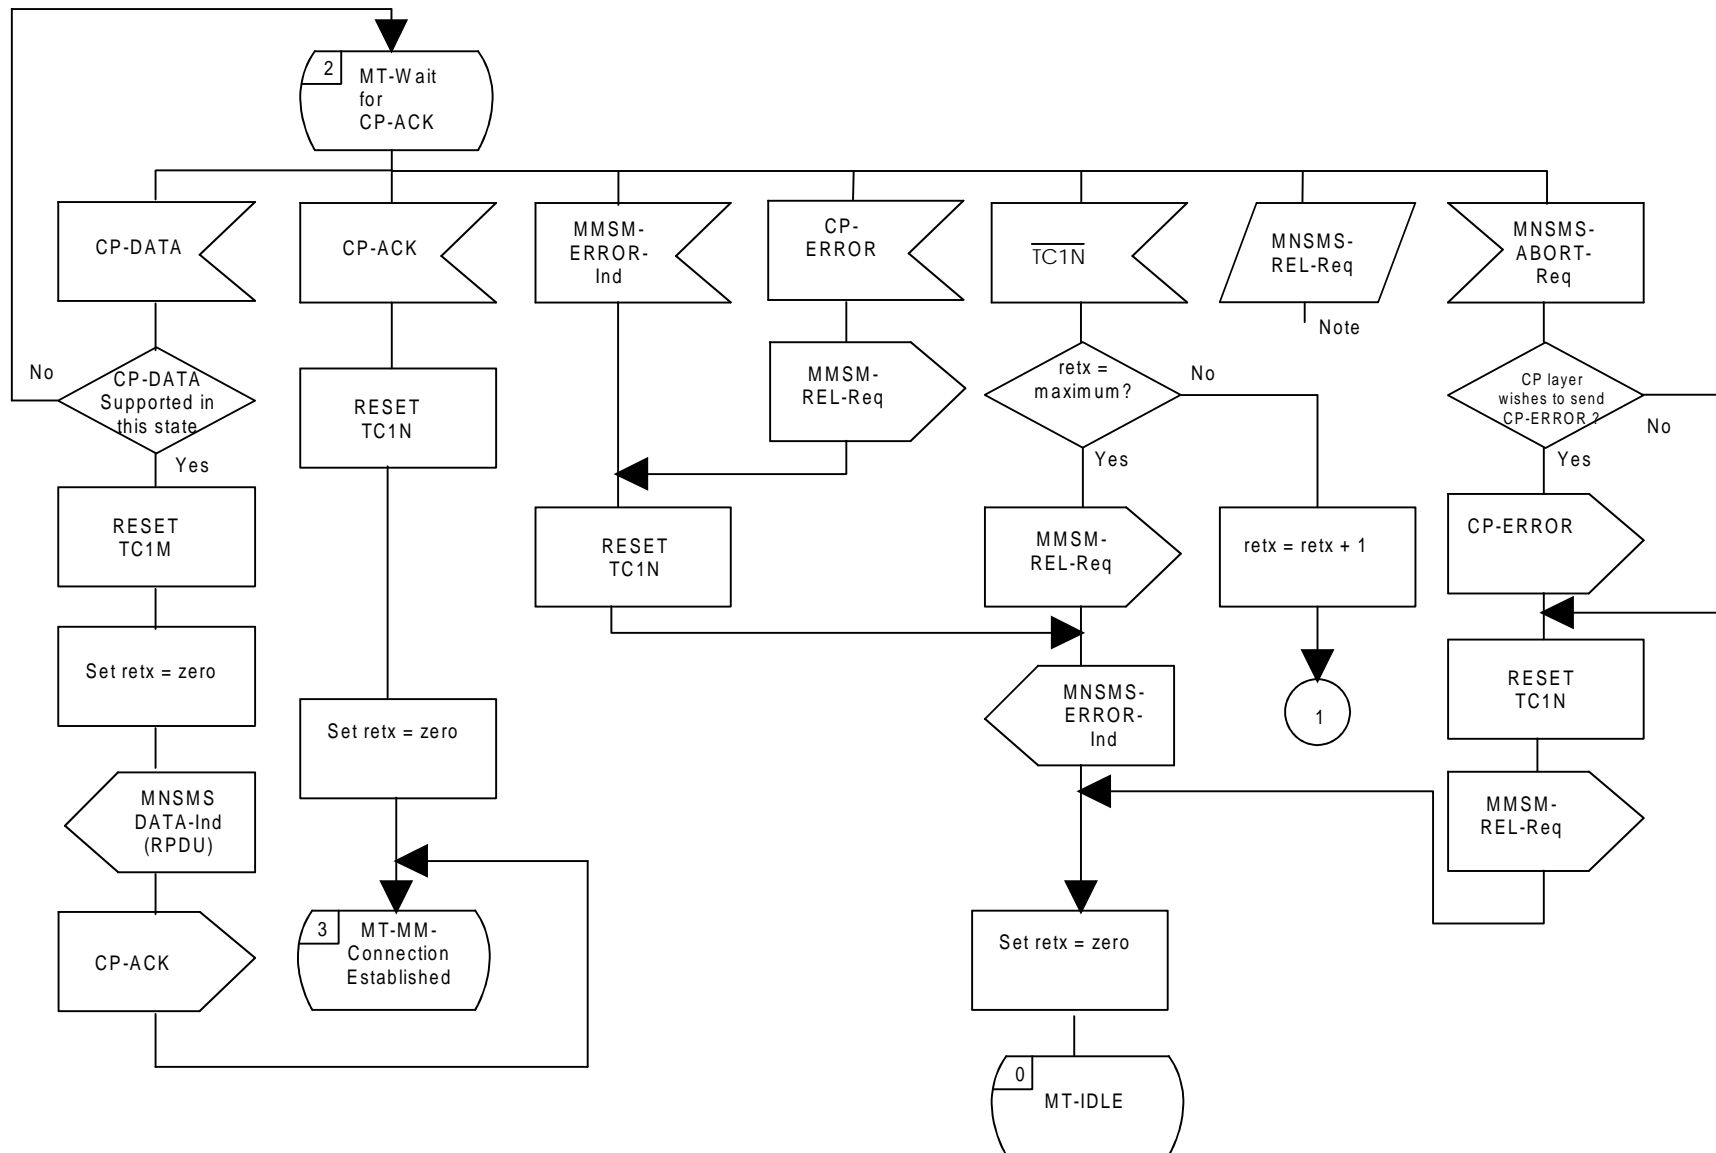 2
MT-Wait
for
CP-ACK
CP-DATA
CP-ACK
MMSM-
ERROR-
Ind
CP-
ERROR
TC1N
MNSMS-
REL-Req
Note
MNSMS-
ABORT-
Req
No
CP-DATA
Supported in
this state
Yes
RESET
TC1N
MMSM-
REL-Req
retx =
maximum?
No
Yes
CP layer
wishes to send
CP-ERROR ?
No
Yes
RESET
TC1M
RESET
TC1N
MMSM-
REL-Req
retx = retx + 1
CP-ERROR
Set retx = zero
Set retx = zero
MNSMS-
ERROR-
Ind
1
RESET
TC1N
MNSMS
DATA-Ind
(RPDU)
MMSM-
REL-Req
CP-ACK
3
MT-MM-
Connection
Established
Set retx = zero
0
MT-IDLE